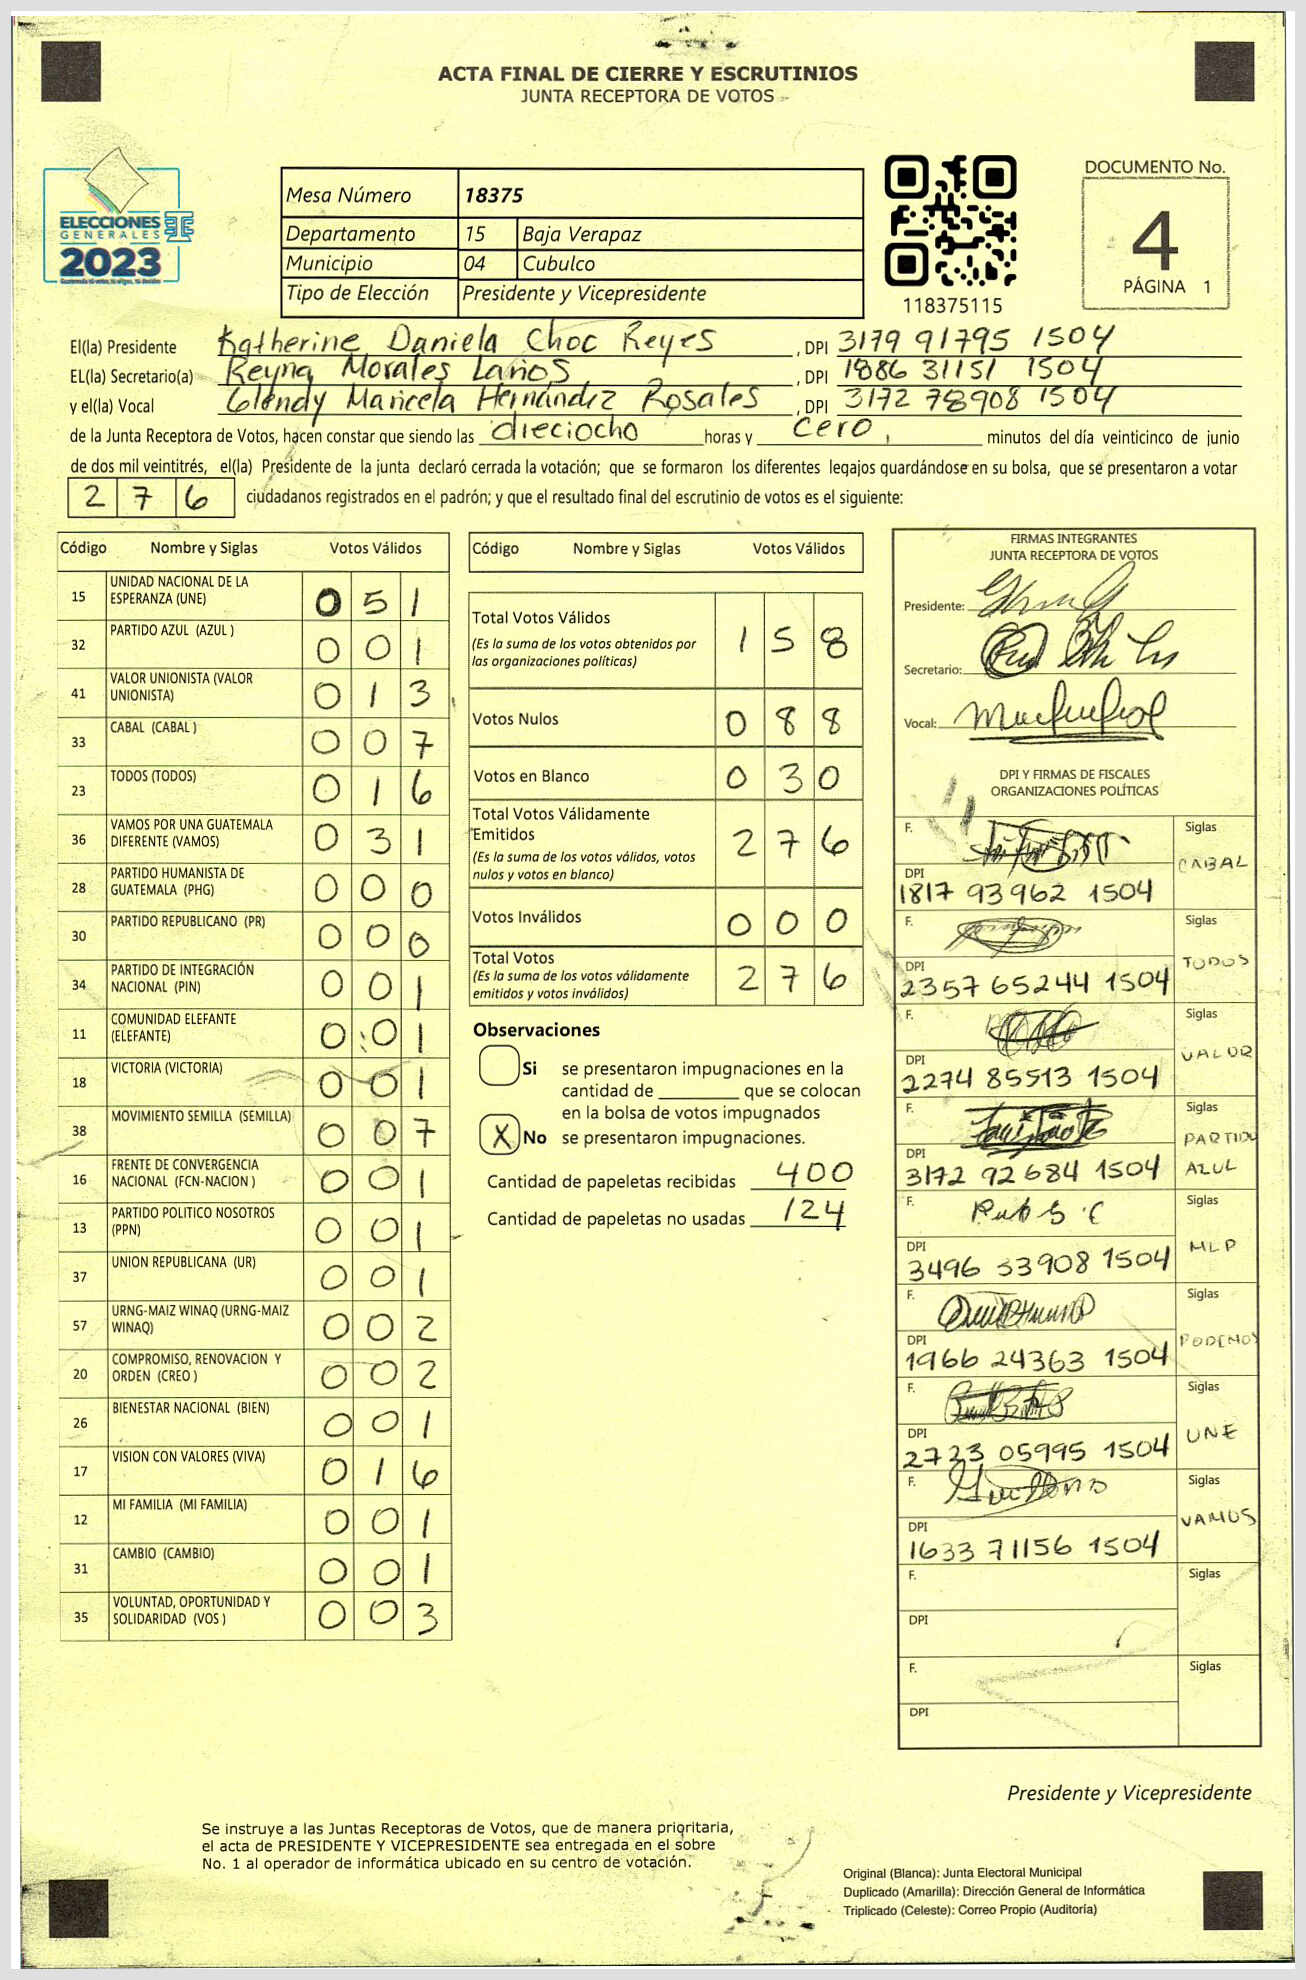 ACTA FINAL DE CIERRE Y ESCRUTINIOS
JUNTA RECEPTORA DE VOTOS
ELECCIONES
GENERALES
2023
Mesa Número 18375
Departamento 15 Baja Verapaz
Municipio 04 Cubulco
Tipo de Elección Presidente y Vicepresidente
118375115
DOCUMENTO No.
4
PÁGINA 1
El(la) Presidente Katherine Daniela Choc Reyes , DPI 3179 91795 1504
EL(la) Secretario(a) Reyna Morales Laños , DPI 1886 31151 1504
y el(la) Vocal Glendy Maricela Hernández Rosales , DPI 3172 78908 1504
de la Junta Receptora de Votos, hacen constar que siendo las dieciocho horas y cero, minutos del día veinticinco de junio
de dos mil veintitrés, el(la) Presidente de la junta declaró cerrada la votación; que se formaron los diferentes legajos guardándose en su bolsa, que se presentaron a votar
2 7 6 ciudadanos registrados en el padrón; y que el resultado final del escrutinio de votos es el siguiente:
Código Nombre y Siglas Votos Válidos
15 UNIDAD NACIONAL DE LA ESPERANZA (UNE) 0 5 1
32 PARTIDO AZUL (AZUL ) 0 0 1
41 VALOR UNIONISTA (VALOR UNIONISTA) 0 1 3
33 CABAL (CABAL ) 0 0 7
23 TODOS (TODOS) 0 1 6
36 VAMOS POR UNA GUATEMALA DIFERENTE (VAMOS) 0 3 1
28 PARTIDO HUMANISTA DE GUATEMALA (PHG) 0 0 0
30 PARTIDO REPUBLICANO (PR) 0 0 0
34 PARTIDO DE INTEGRACIÓN NACIONAL (PIN) 0 0 1
11 COMUNIDAD ELEFANTE (ELEFANTE) 0 0 1
18 VICTORIA (VICTORIA) 0 0 1
38 MOVIMIENTO SEMILLA (SEMILLA) 0 0 7
16 FRENTE DE CONVERGENCIA NACIONAL (FCN-NACION ) 0 0 1
13 PARTIDO POLITICO NOSOTROS (PPN) 0 0 1
37 UNION REPUBLICANA (UR) 0 0 1
57 URNG-MAIZ WINAQ (URNG-MAIZ WINAQ) 0 0 2
20 COMPROMISO, RENOVACION Y ORDEN (CREO ) 0 0 2
26 BIENESTAR NACIONAL (BIEN) 0 0 1
17 VISION CON VALORES (VIVA) 0 1 6
12 MI FAMILIA (MI FAMILIA) 0 0 1
31 CAMBIO (CAMBIO) 0 0 1
35 VOLUNTAD, OPORTUNIDAD Y SOLIDARIDAD (VOS ) 0 0 3
Código Nombre y Siglas Votos Válidos
Total Votos Válidos 1 5 8
(Es la suma de los votos obtenidos por
las organizaciones políticas)
Votos Nulos 0 8 8
Votos en Blanco 0 3 0
Total Votos Válidamente
Emitidos 2 7 6
(Es la suma de los votos válidos, votos
nulos y votos en blanco)
Votos Inválidos 0 0 0
Total Votos 2 7 6
(Es la suma de los votos válidamente
emitidos y votos inválidos)
Observaciones
Si se presentaron impugnaciones en la
cantidad de ________ que se colocan
en la bolsa de votos impugnados
X No se presentaron impugnaciones.
Cantidad de papeletas recibidas 400
Cantidad de papeletas no usadas 124
FIRMAS INTEGRANTES
JUNTA RECEPTORA DE VOTOS
Presidente:
Secretario:
Vocal:
DPI Y FIRMAS DE FISCALES
ORGANIZACIONES POLÍTICAS
F. Siglas CABAL
DPI 1817 93962 1504
F. Siglas TODOS
DPI 2357 65244 1504
F. Siglas VALOR
DPI 2274 85513 1504
F. Siglas PARTIDO AZUL
DPI 3172 92684 1504
F. Siglas MLP
DPI 3496 53908 1504
F. Siglas PODEMOS
DPI 1966 24363 1504
F. Siglas UNE
DPI 2723 05995 1504
F. Siglas VAMOS
DPI 1633 71156 1504
F. Siglas
DPI
F. Siglas
DPI
Presidente y Vicepresidente
Se instruye a las Juntas Receptoras de Votos, que de manera prioritaria,
el acta de PRESIDENTE Y VICEPRESIDENTE sea entregada en el sobre
No. 1 al operador de informática ubicado en su centro de votación.
Original (Blanca): Junta Electoral Municipal
Duplicado (Amarilla): Dirección General de Informática
Triplicado (Celeste): Correo Propio (Auditoría)